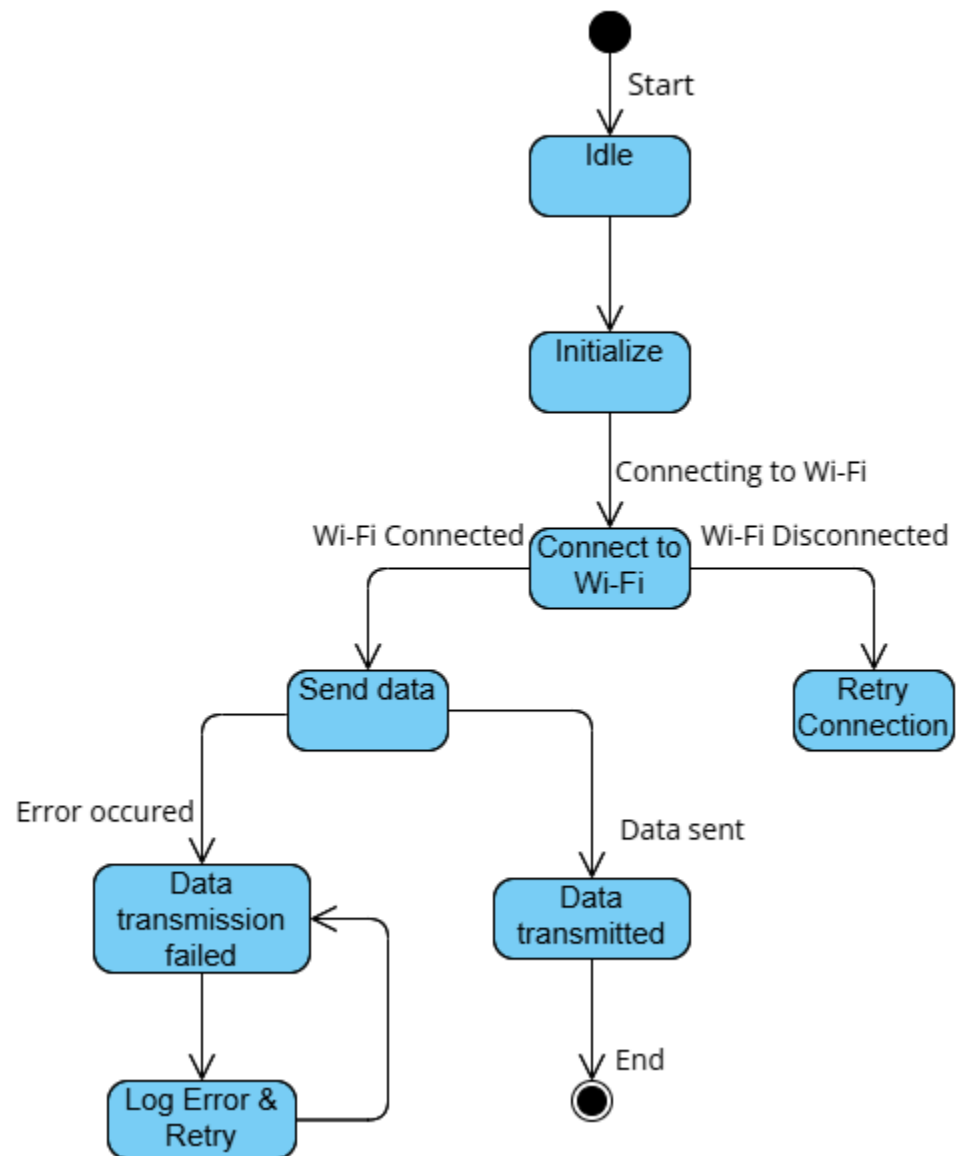 Start
Idle
Initialize
Connecting to Wi-Fi
Wi-Fi Connected
Connect to
Wi-Fi
Wi-Fi Disconnected
Send data
Retry
Connection
Error occured
Data sent
Data
transmission
failed
Data
transmitted
End
Log Error &
Retry